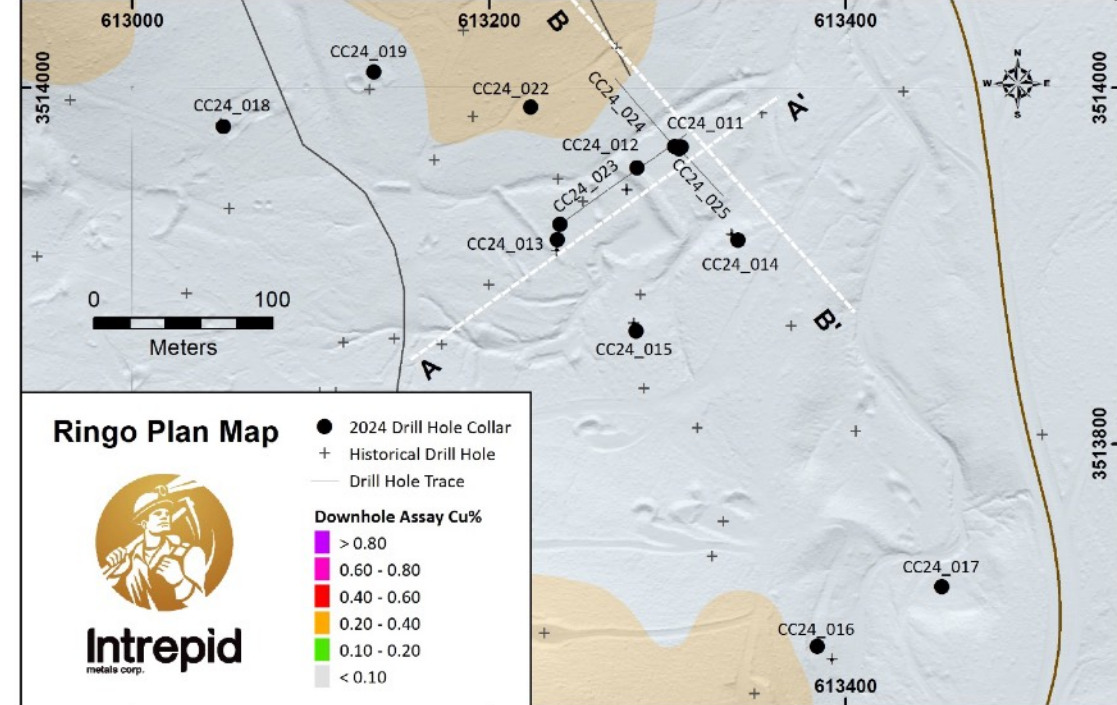 613000
613200
613400
B
3514000
3514000
N
W
E
S
CC24_019
CC24_018
CC24_022
CC24_024
A'
CC24_011
CC24_012
CC24_023
CC24_025
CC24_013
CC24_014
0
100
Meters
B'
CC24_015
A
3513800
Ringo Plan Map
2024 Drill Hole Collar
Historical Drill Hole
Drill Hole Trace
Downhole Assay Cu%
> 0.80
0.60 - 0.80
0.40 - 0.60
0.20 - 0.40
0.10 - 0.20
< 0.10
Intrepid
metals corp.
CC24_017
CC24_016
613400